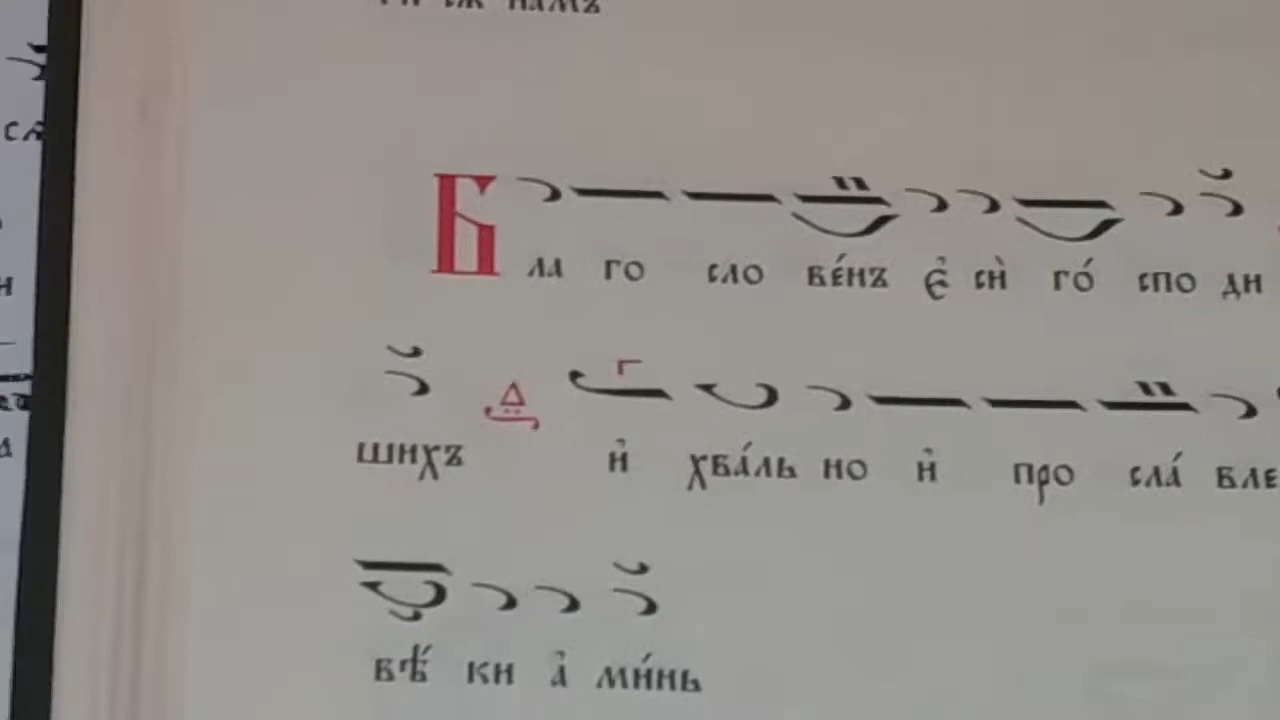 намъ
Бла го сло ве́нъ є҆ сѝ го́ спо ди
шихъ и҆ хва́ль но и҆ про сла́ вле
вѣ́ ки а҆ ми́нь